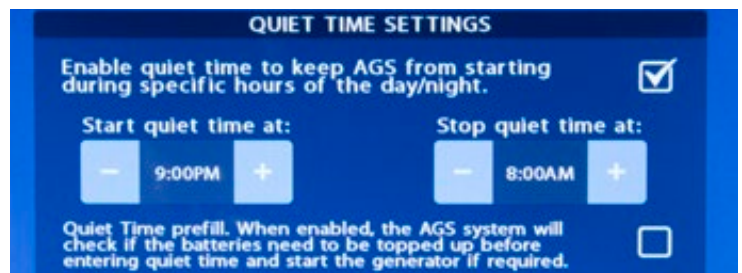 QUIET TIME SETTINGS
Enable quiet time to keep AGS from starting
during specific hours of the day/night.
Start quiet time at:
Stop quiet time at:
- 9:00PM +
- 8:00AM +
Quiet Time prefill. When enabled, the AGS system will
check if the batteries need to be topped up before
entering quiet time and start the generator if required.